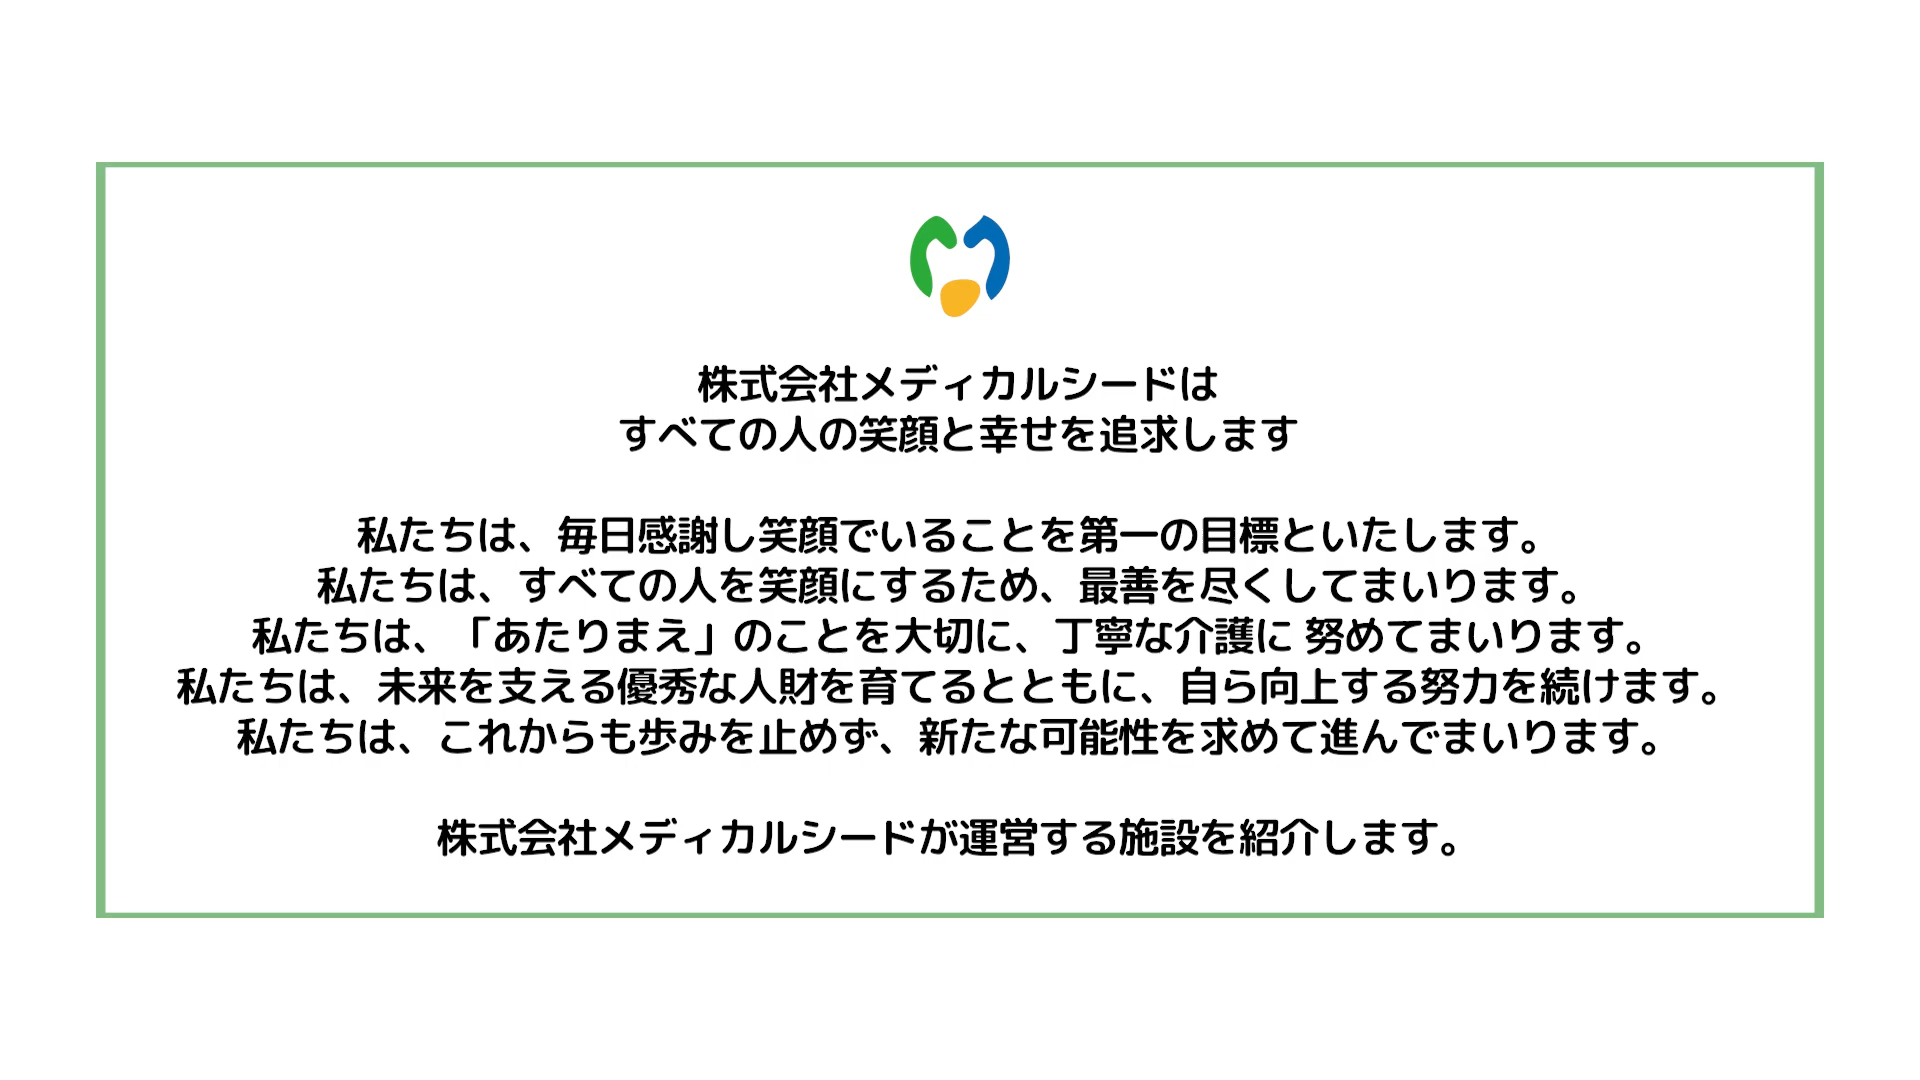 株式会社メディカルシードは
すべての人の笑顔と幸せを追求します
私たちは、毎日感謝し笑顔でいることを第一の目標といたします。
私たちは、すべての人を笑顔にするため、最善を尽くしてまいります。
私たちは、「あたりまえ」のことを大切に、丁寧な介護に 努めてまいります。
私たちは、未来を支える優秀な人財を育てるとともに、自ら向上する努力を続けます。
私たちは、これからも歩みを止めず、新たな可能性を求めて進んでまいります。
株式会社メディカルシードが運営する施設を紹介します。